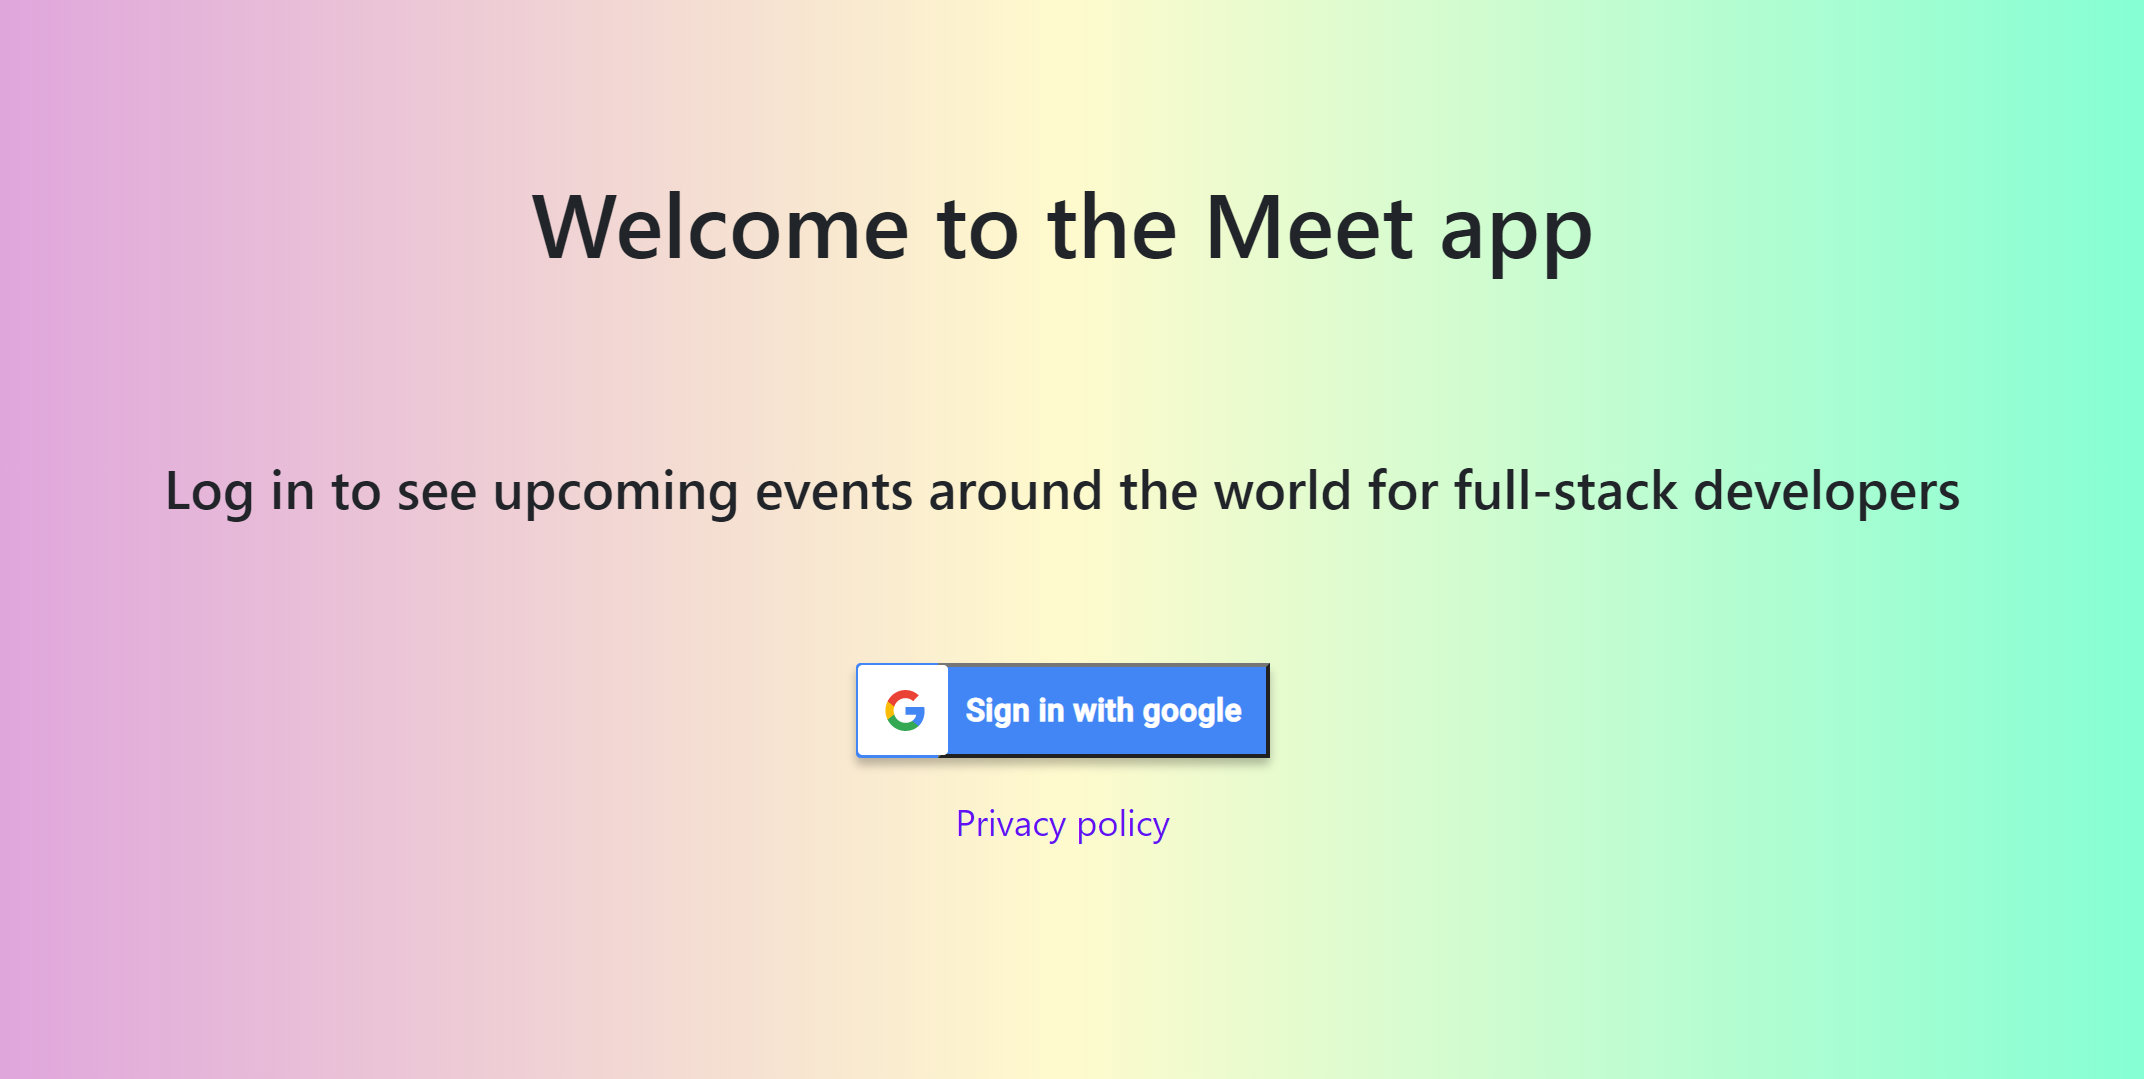 Welcome to the Meet app
Log in to see upcoming events around the world for full-stack developers
Sign in with google
Privacy policy